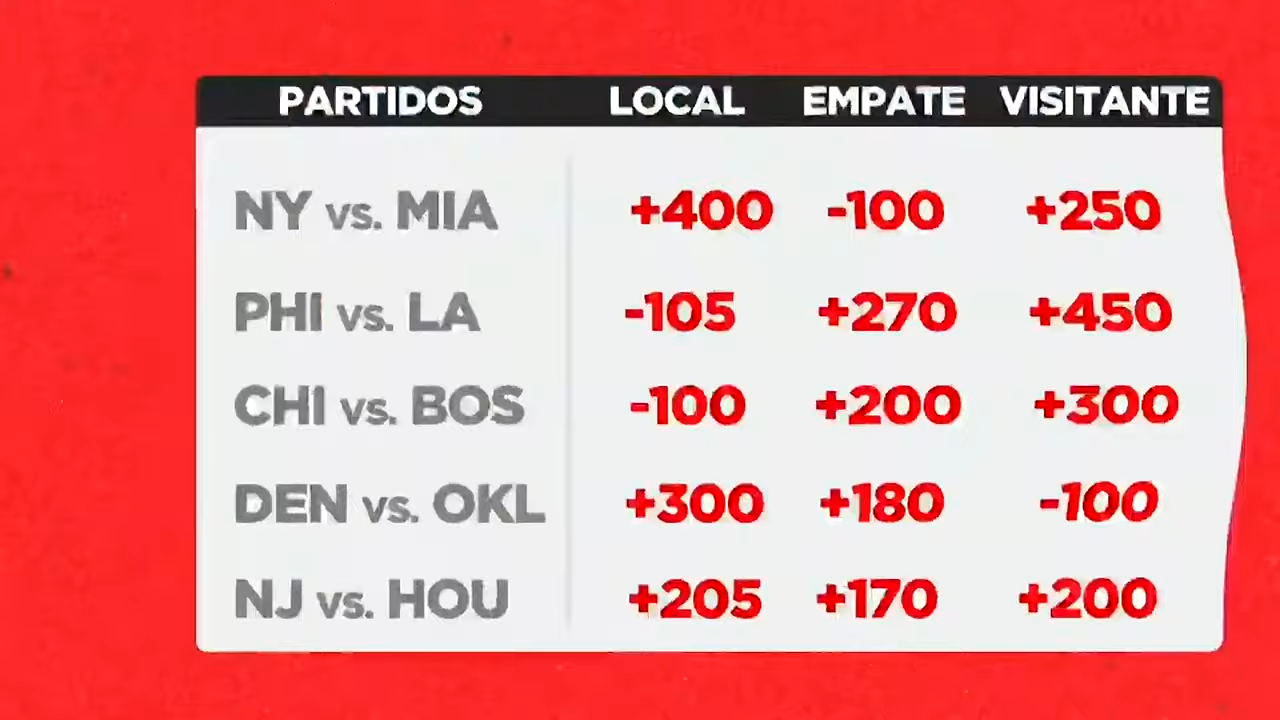 PARTIDOS LOCAL EMPATE VISITANTE
NY vs. MIA +400 -100 +250
PHI vs. LA -105 +270 +450
CHI vs. BOS -100 +200 +300
DEN vs. OKL +300 +180 -100
NJ vs. HOU +205 +170 +200